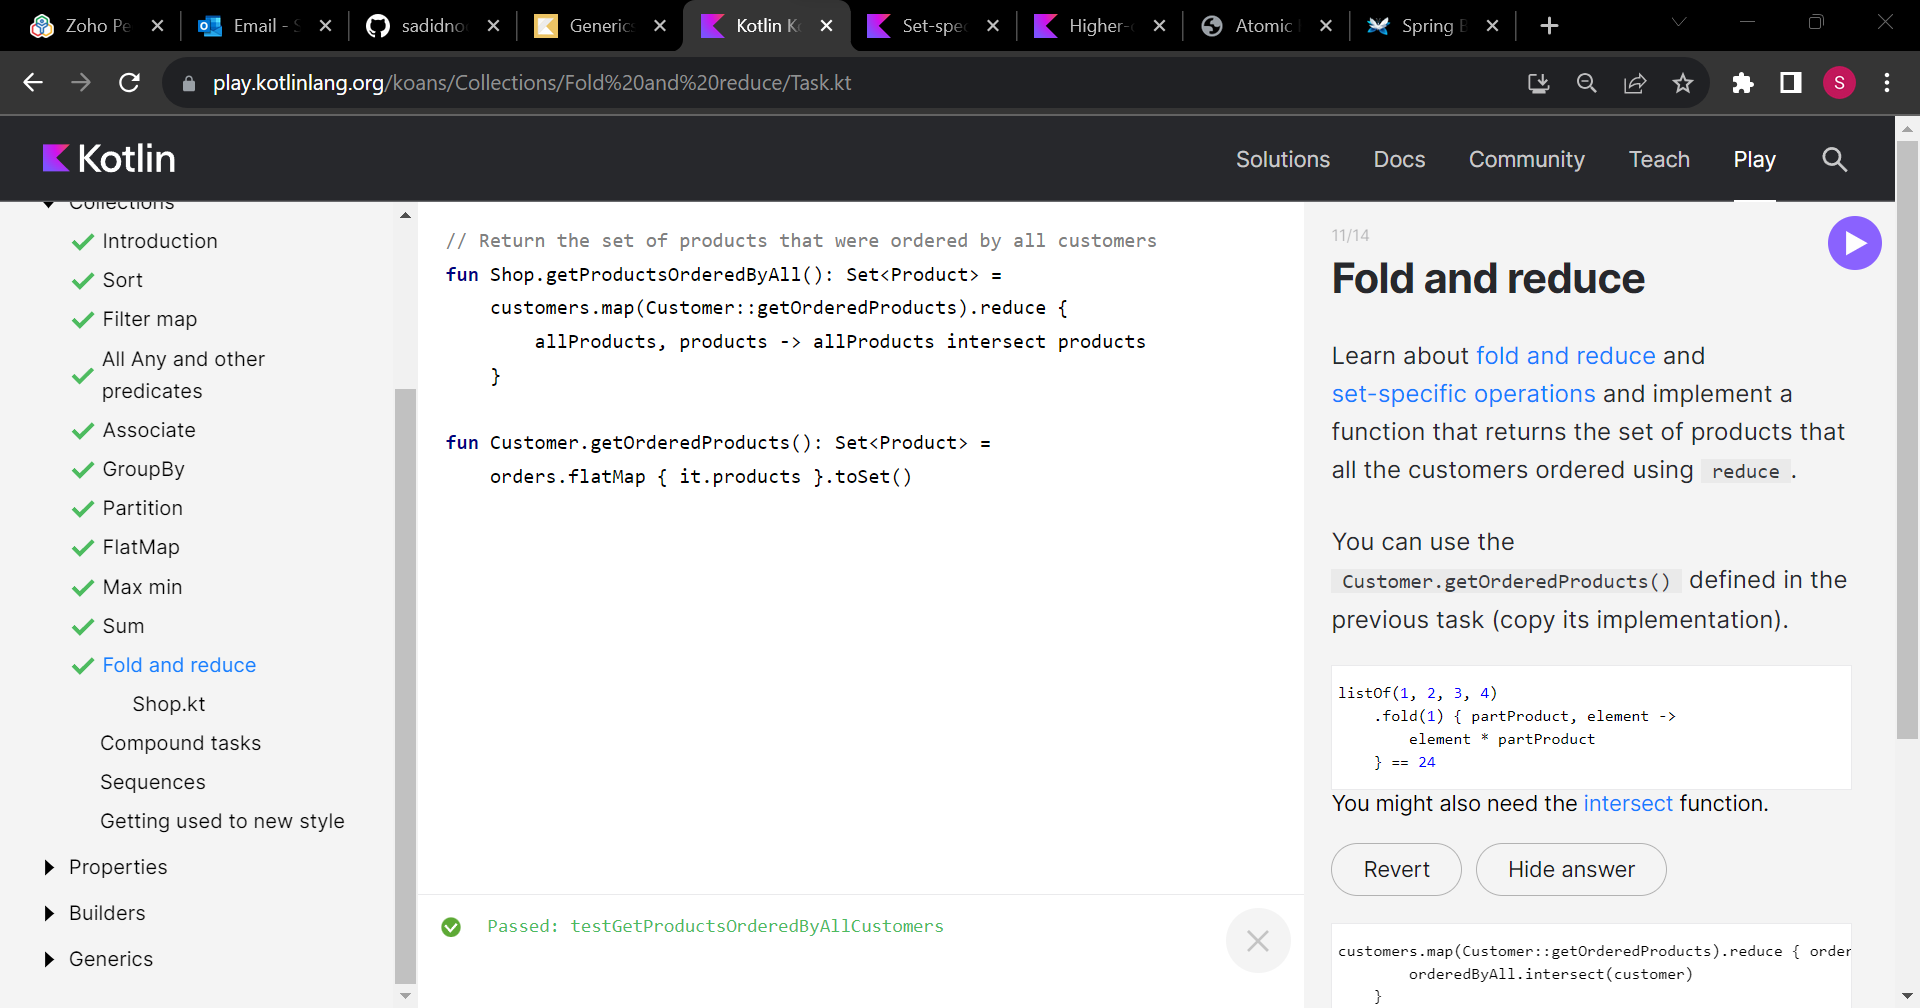 Zoho Pe
Email - S
sadidno
Generics
Kotlin Ko
Set-spec
Higher-
Atomic
Spring B
play.kotlinlang.org/koans/Collections/Fold%20and%20reduce/Task.kt
S
Kotlin
Solutions
Docs
Community
Teach
Play
Collections
Introduction
Sort
Filter map
All Any and other
predicates
Associate
GroupBy
Partition
FlatMap
Max min
Sum
Fold and reduce
Shop.kt
Compound tasks
Sequences
Getting used to new style
Properties
Builders
Generics
// Return the set of products that were ordered by all customers
fun Shop.getProductsOrderedByAll(): Set<Product> =
    customers.map(Customer::getOrderedProducts).reduce {
        allProducts, products -> allProducts intersect products
    }
fun Customer.getOrderedProducts(): Set<Product> =
    orders.flatMap { it.products }.toSet()
Passed: testGetProductsOrderedByAllCustomers
11/14
Fold and reduce
Learn about fold and reduce and
set-specific operations and implement a
function that returns the set of products that
all the customers ordered using reduce .
You can use the
Customer.getOrderedProducts() defined in the
previous task (copy its implementation).
listOf(1, 2, 3, 4)
    .fold(1) { partProduct, element ->
        element * partProduct
    } == 24
You might also need the intersect function.
Revert
Hide answer
customers.map(Customer::getOrderedProducts).reduce { order
        orderedByAll.intersect(customer)
    }